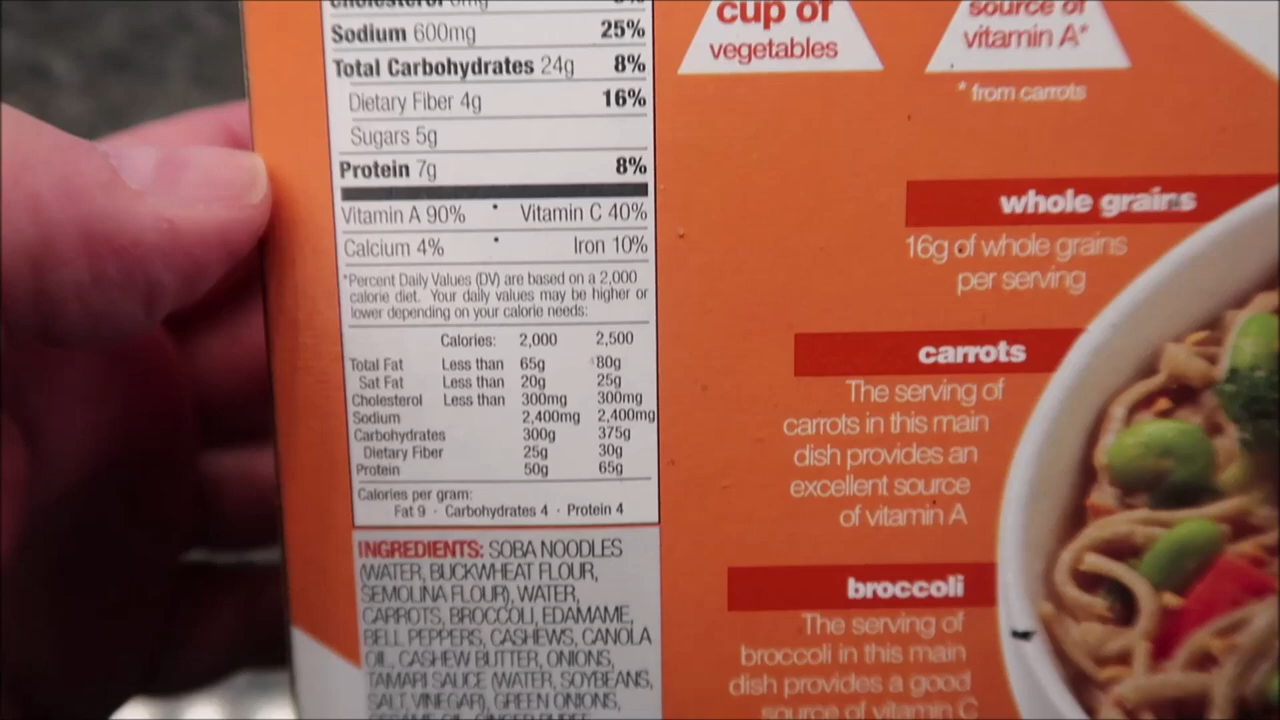 Cholesterol 0mg
Sodium 600mg 25%
Total Carbohydrates 24g 8%
Dietary Fiber 4g 16%
Sugars 5g
Protein 7g 8%
Vitamin A 90% • Vitamin C 40%
Calcium 4% • Iron 10%
*Percent Daily Values (DV) are based on a 2,000
calorie diet. Your daily values may be higher or
lower depending on your calorie needs:
Calories: 2,000 2,500
Total Fat Less than 65g 80g
Sat Fat Less than 20g 25g
Cholesterol Less than 300mg 300mg
Sodium 2,400mg 2,400mg
Carbohydrates 300g 375g
Dietary Fiber 25g 30g
Protein 50g 65g
Calories per gram:
Fat 9 · Carbohydrates 4 · Protein 4
INGREDIENTS: SOBA NOODLES
(WATER, BUCKWHEAT FLOUR,
SEMOLINA FLOUR), WATER,
CARROTS, BROCCOLI, EDAMAME,
BELL PEPPERS, CASHEWS, CANOLA
OIL, CASHEW BUTTER, ONIONS,
TAMARI SAUCE (WATER, SOYBEANS,
SALT, VINEGAR), GREEN ONIONS,
cup of
vegetables
source of
vitamin A*
* from carrots
whole grains
16g of whole grains
per serving
carrots
The serving of
carrots in this main
dish provides an
excellent source
of vitamin A
broccoli
The serving of
broccoli in this main
dish provides a good
source of vitamin C